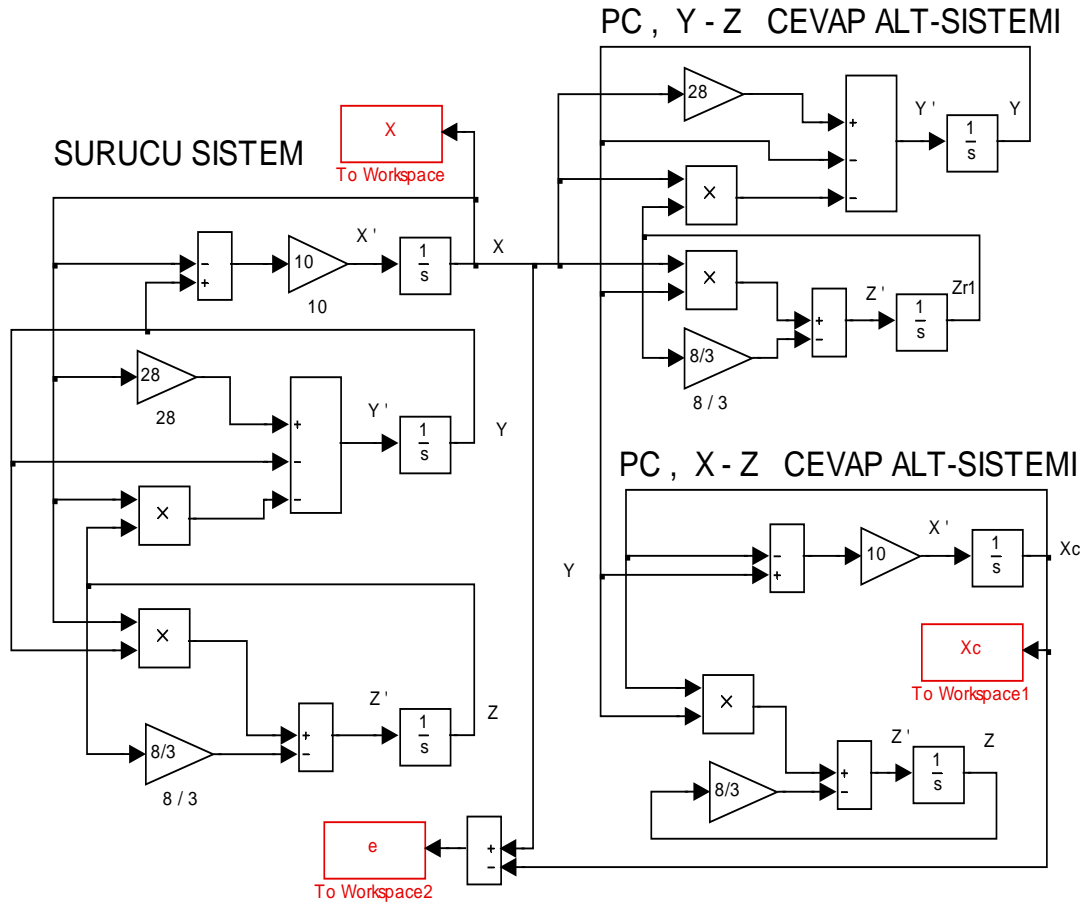 PC , Y - Z CEVAP ALT-SISTEMI
28
+
-
-
Y '
1
s
Y
X
To Workspace
SURUCU SISTEM
X
-
+
10
10
X '
1
s
X
X
+
-
Z '
1
s
Zr1
8/3
8 / 3
28
28
+
-
-
Y '
1
s
Y
X
PC , X - Z CEVAP ALT-SISTEMI
Y
-
+
10
X '
1
s
Xc
X
8/3
8 / 3
+
-
Z '
1
s
Z
Xc
To Workspace1
X
8/3
+
-
Z '
1
s
Z
e
To Workspace2
+
-